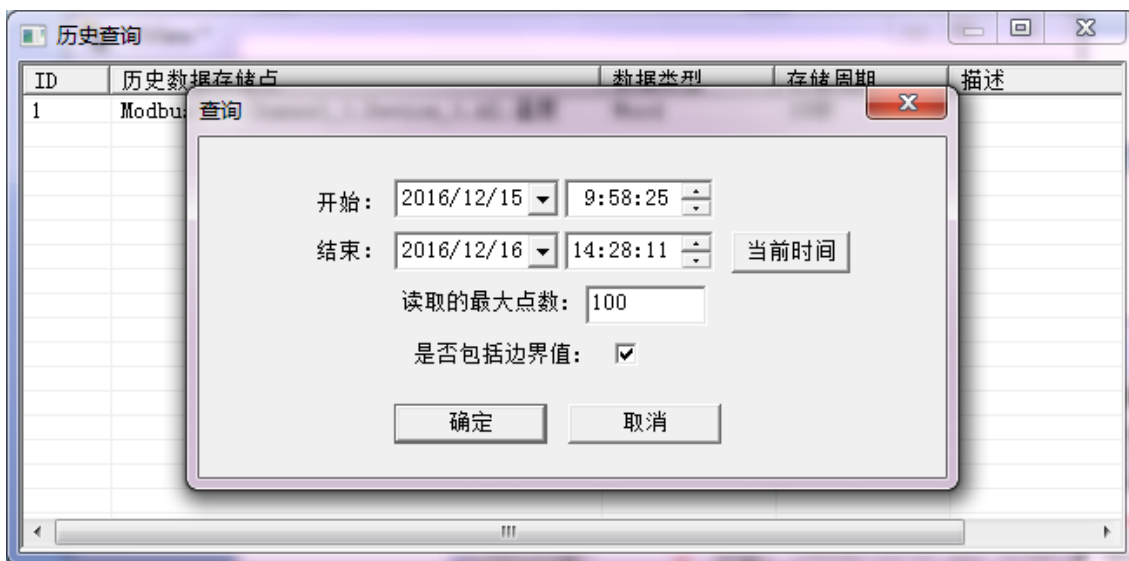 历史查询
ID 历史数据存储点 数据类型 存储周期 描述
1
查询
开始： 2016/12/15 9:58:25
结束： 2016/12/16 14:28:11 当前时间
读取的最大点数： 100
是否包括边界值：
确定 取消